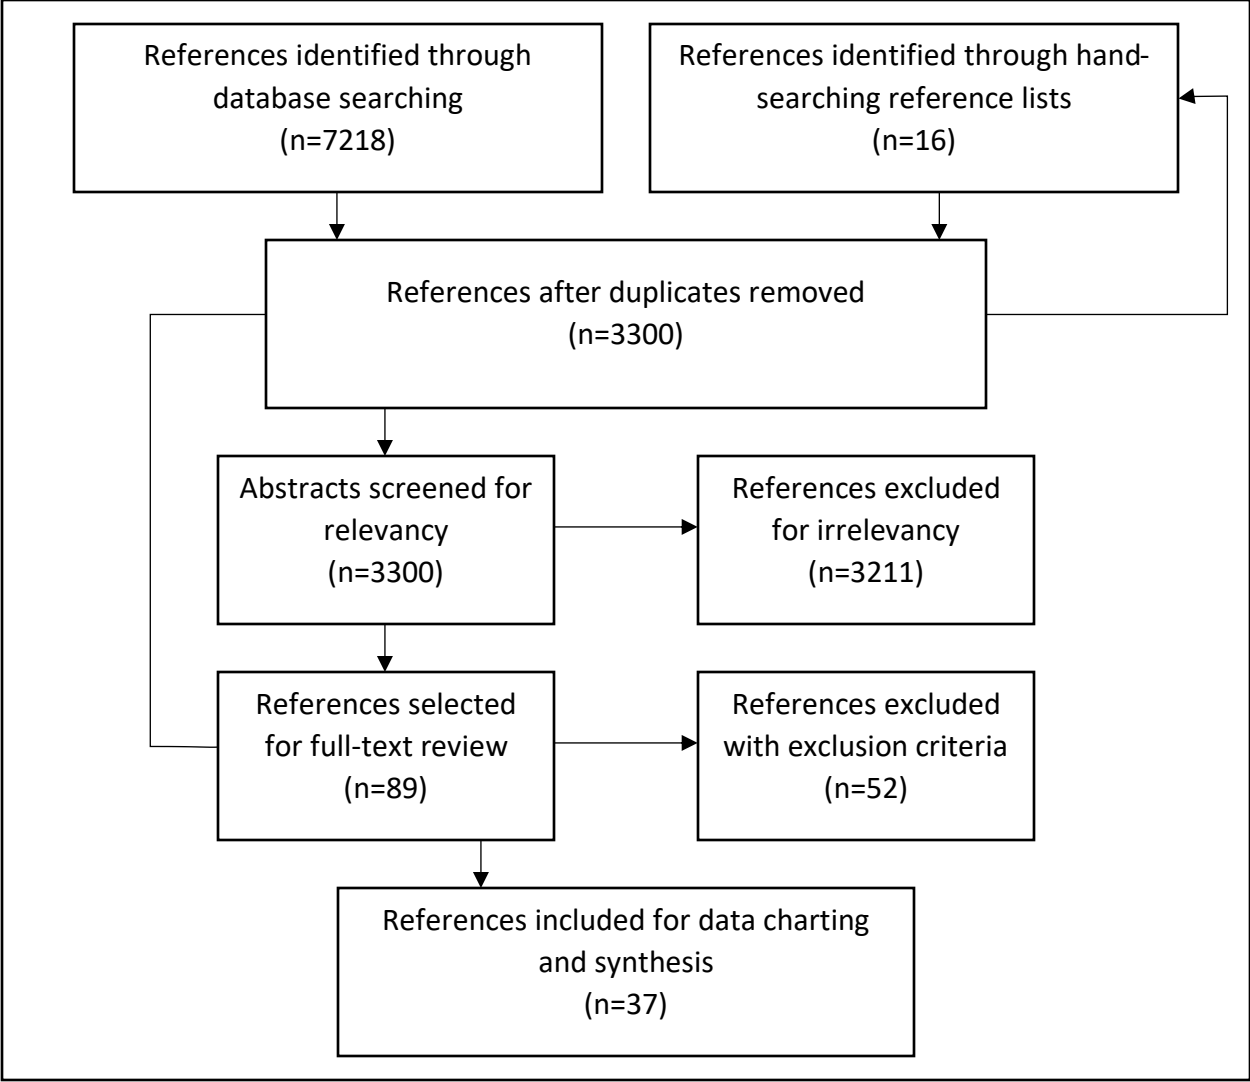 References identified through
database searching
(n=7218)
References identified through hand-
searching reference lists
(n=16)
References after duplicates removed
(n=3300)
Abstracts screened for
relevancy
(n=3300)
References excluded
for irrelevancy
(n=3211)
References selected
for full-text review
(n=89)
References excluded
with exclusion criteria
(n=52)
References included for data charting
and synthesis
(n=37)